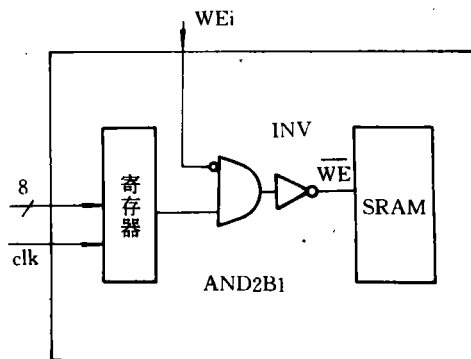 WEi
INV
8
寄存器
WE
SRAM
clk
AND2B1